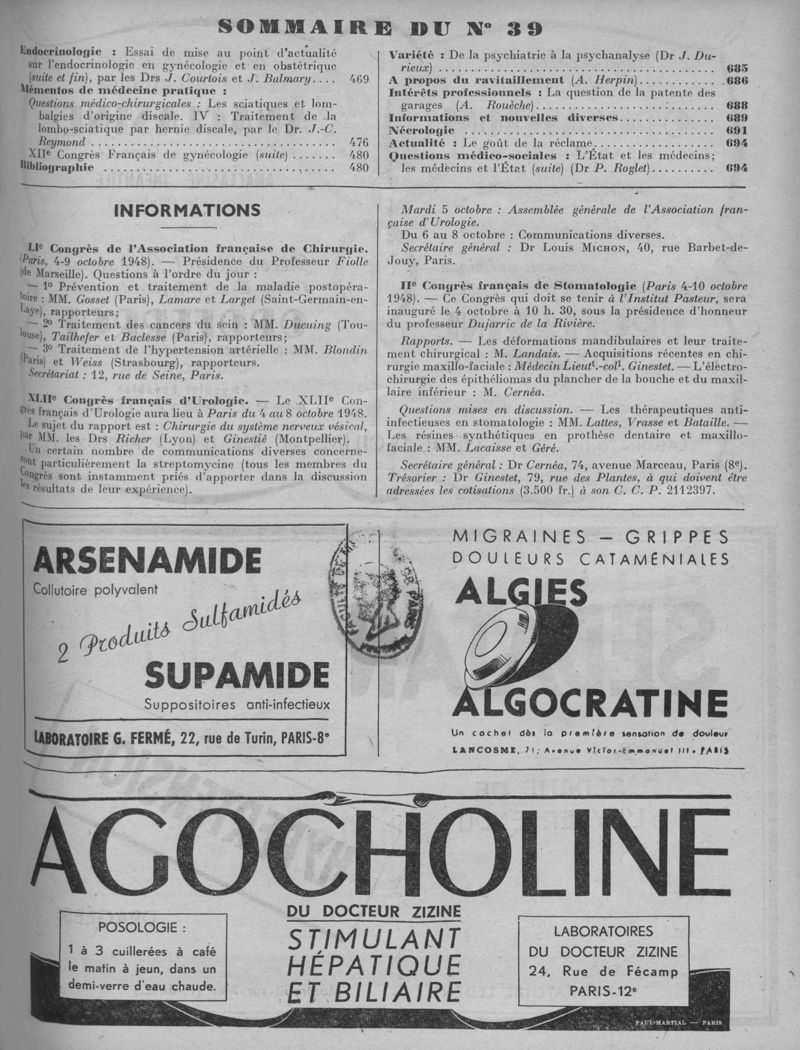 SOMMAIRE DU Nº 39
Endocrinologie : Essai de mise au point d'actualité
sur l'endocrinologie en gynécologie et en obstétrique
(suite et fin), par les Drs J. Courtois et J. Balmary.... 469
Mémentos de médecine pratique :
Questions médico-chirurgicales : Les sciatiques et lom-
balgies d'origine discale. IV : Traitement de la
lombo-sciatique par hernie discale, par le Dr. J.-C.
Reymond .................................... 476
XIIe Congrès Français de gynécologie (suite) ....... 480
Bibliographie .................................... 480
Variété : De la psychiatrie à la psychanalyse (Dr J. Du-
rieux) .......................................... 685
A propos du ravitaillement (A. Herpin)............ 686
Intérêts professionnels : La question de la patente des
garages (A. Rouèche)............................ 688
Informations et nouvelles diverses............... 689
Nécrologie ...................................... 691
Actualité : Le goût de la réclame.................. 694
Questions médico-sociales : L'État et les médecins;
les médecins et l'État (suite) (Dr P. Roglet).......... 694
INFORMATIONS
LIe Congrès de l'Association française de Chirurgie.
(Paris, 4-9 octobre 1948). — Présidence du Professeur Fiolle
(de Marseille). Questions à l'ordre du jour :
— 1º Prévention et traitement de la maladie postopéra-
toire : MM. Gosset (Paris), Lamare et Larget (Saint-Germain-en-
Laye), rapporteurs;
— 2º Traitement des cancers du sein : MM. Ducuing (Tou-
louse), Tailhefer et Baclesse (Paris), rapporteurs;
— 3º Traitement de l'hypertension artérielle : MM. Blondin
(Paris) et Weiss (Strasbourg), rapporteurs.
Secrétariat : 12, rue de Seine, Paris.
XLIIe Congrès français d'Urologie. — Le XLIIe Con-
grès français d'Urologie aura lieu à Paris du 4 au 8 octobre 1948.
Le sujet du rapport est : Chirurgie du système nerveux vésical,
par MM. les Drs Richer (Lyon) et Ginestié (Montpellier).
Un certain nombre de communications diverses concerne-
ront particulièrement la streptomycine (tous les membres du
Congrès sont instamment priés d'apporter dans la discussion
les résultats de leur expérience).
Mardi 5 octobre : Assemblée générale de l'Association fran-
çaise d'Urologie.
Du 6 au 8 octobre : Communications diverses.
Secrétaire général : Dr Louis MICHON, 40, rue Barbet-de-
Jouy, Paris.
IIe Congrès français de Stomatologie (Paris 4-10 octobre
1948). — Ce Congrès qui doit se tenir à l'Institut Pasteur, sera
inauguré le 4 octobre à 10 h. 30, sous la présidence d'honneur
du professeur Dujarric de la Rivière.
Rapports. — Les déformations mandibulaires et leur traite-
ment chirurgical : M. Landais. — Acquisitions récentes en chi-
rurgie maxillo-faciale : Médecin Lieut.-col. Ginestet. — L'électro-
chirurgie des épithéliomas du plancher de la bouche et du maxil-
laire inférieur : M. Cernéa.
Questions mises en discussion. — Les thérapeutiques anti-
infectieuses en stomatologie : MM. Lattes, Vrasse et Bataille. —
Les résines synthétiques en prothèse dentaire et maxillo-
faciale : MM. Lacaisse et Géré.
Secrétaire général : Dr Cernéa, 74, avenue Marceau, Paris (8e).
Trésorier : Dr Ginestet, 79, rue des Plantes, à qui doivent être
adressées les cotisations (3.500 fr.) à son C. C. P. 2112397.
ARSENAMIDE
Collutoire polyvalent
2 Produits Sulfamidés
SUPAMIDE
Suppositoires anti-infectieux
LABORATOIRE G. FERMÉ, 22, rue de Turin, PARIS-8e
MIGRAINES — GRIPPES
DOULEURS CATAMÉNIALES
ALGIES
ALGOCRATINE
Un cachet dès la première sensation de douleur
LANCOSME, 71, Avenue Victor-Emmanuel III. PARIS
AGOCHOLINE
DU DOCTEUR ZIZINE
POSOLOGIE :
1 à 3 cuillerées à café
le matin à jeun, dans un
demi-verre d'eau chaude.
STIMULANT
HÉPATIQUE
ET BILIAIRE
LABORATOIRES
DU DOCTEUR ZIZINE
24, Rue de Fécamp
PARIS-12e
PAUL-MARTIAL — PARIS